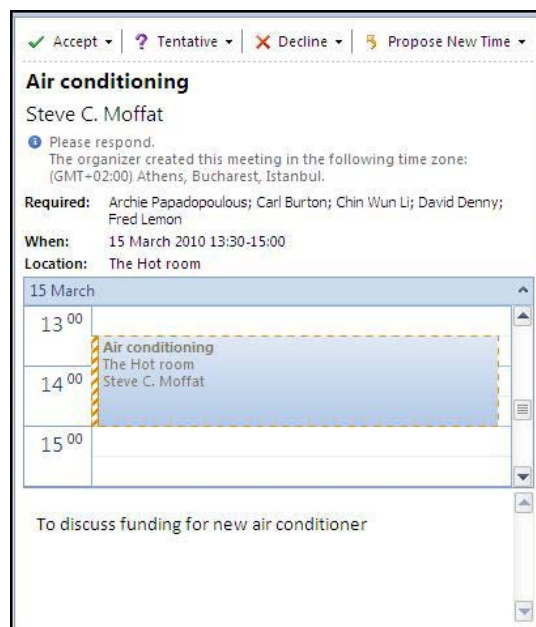 Accept Tentative Decline Propose New Time
Air conditioning
Steve C. Moffat
Please respond.
The organizer created this meeting in the following time zone:
(GMT+02:00) Athens, Bucharest, Istanbul.
Required: Archie Papadopoulous; Carl Burton; Chin Wun Li; David Denny;
Fred Lemon
When: 15 March 2010 13:30-15:00
Location: The Hot room
15 March
13 00
Air conditioning
The Hot room
14 00 Steve C. Moffat
15 00
To discuss funding for new air conditioner